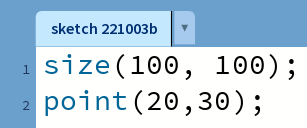 sketch 221003b ▼
1 size(100, 100);
2 point(20,30);